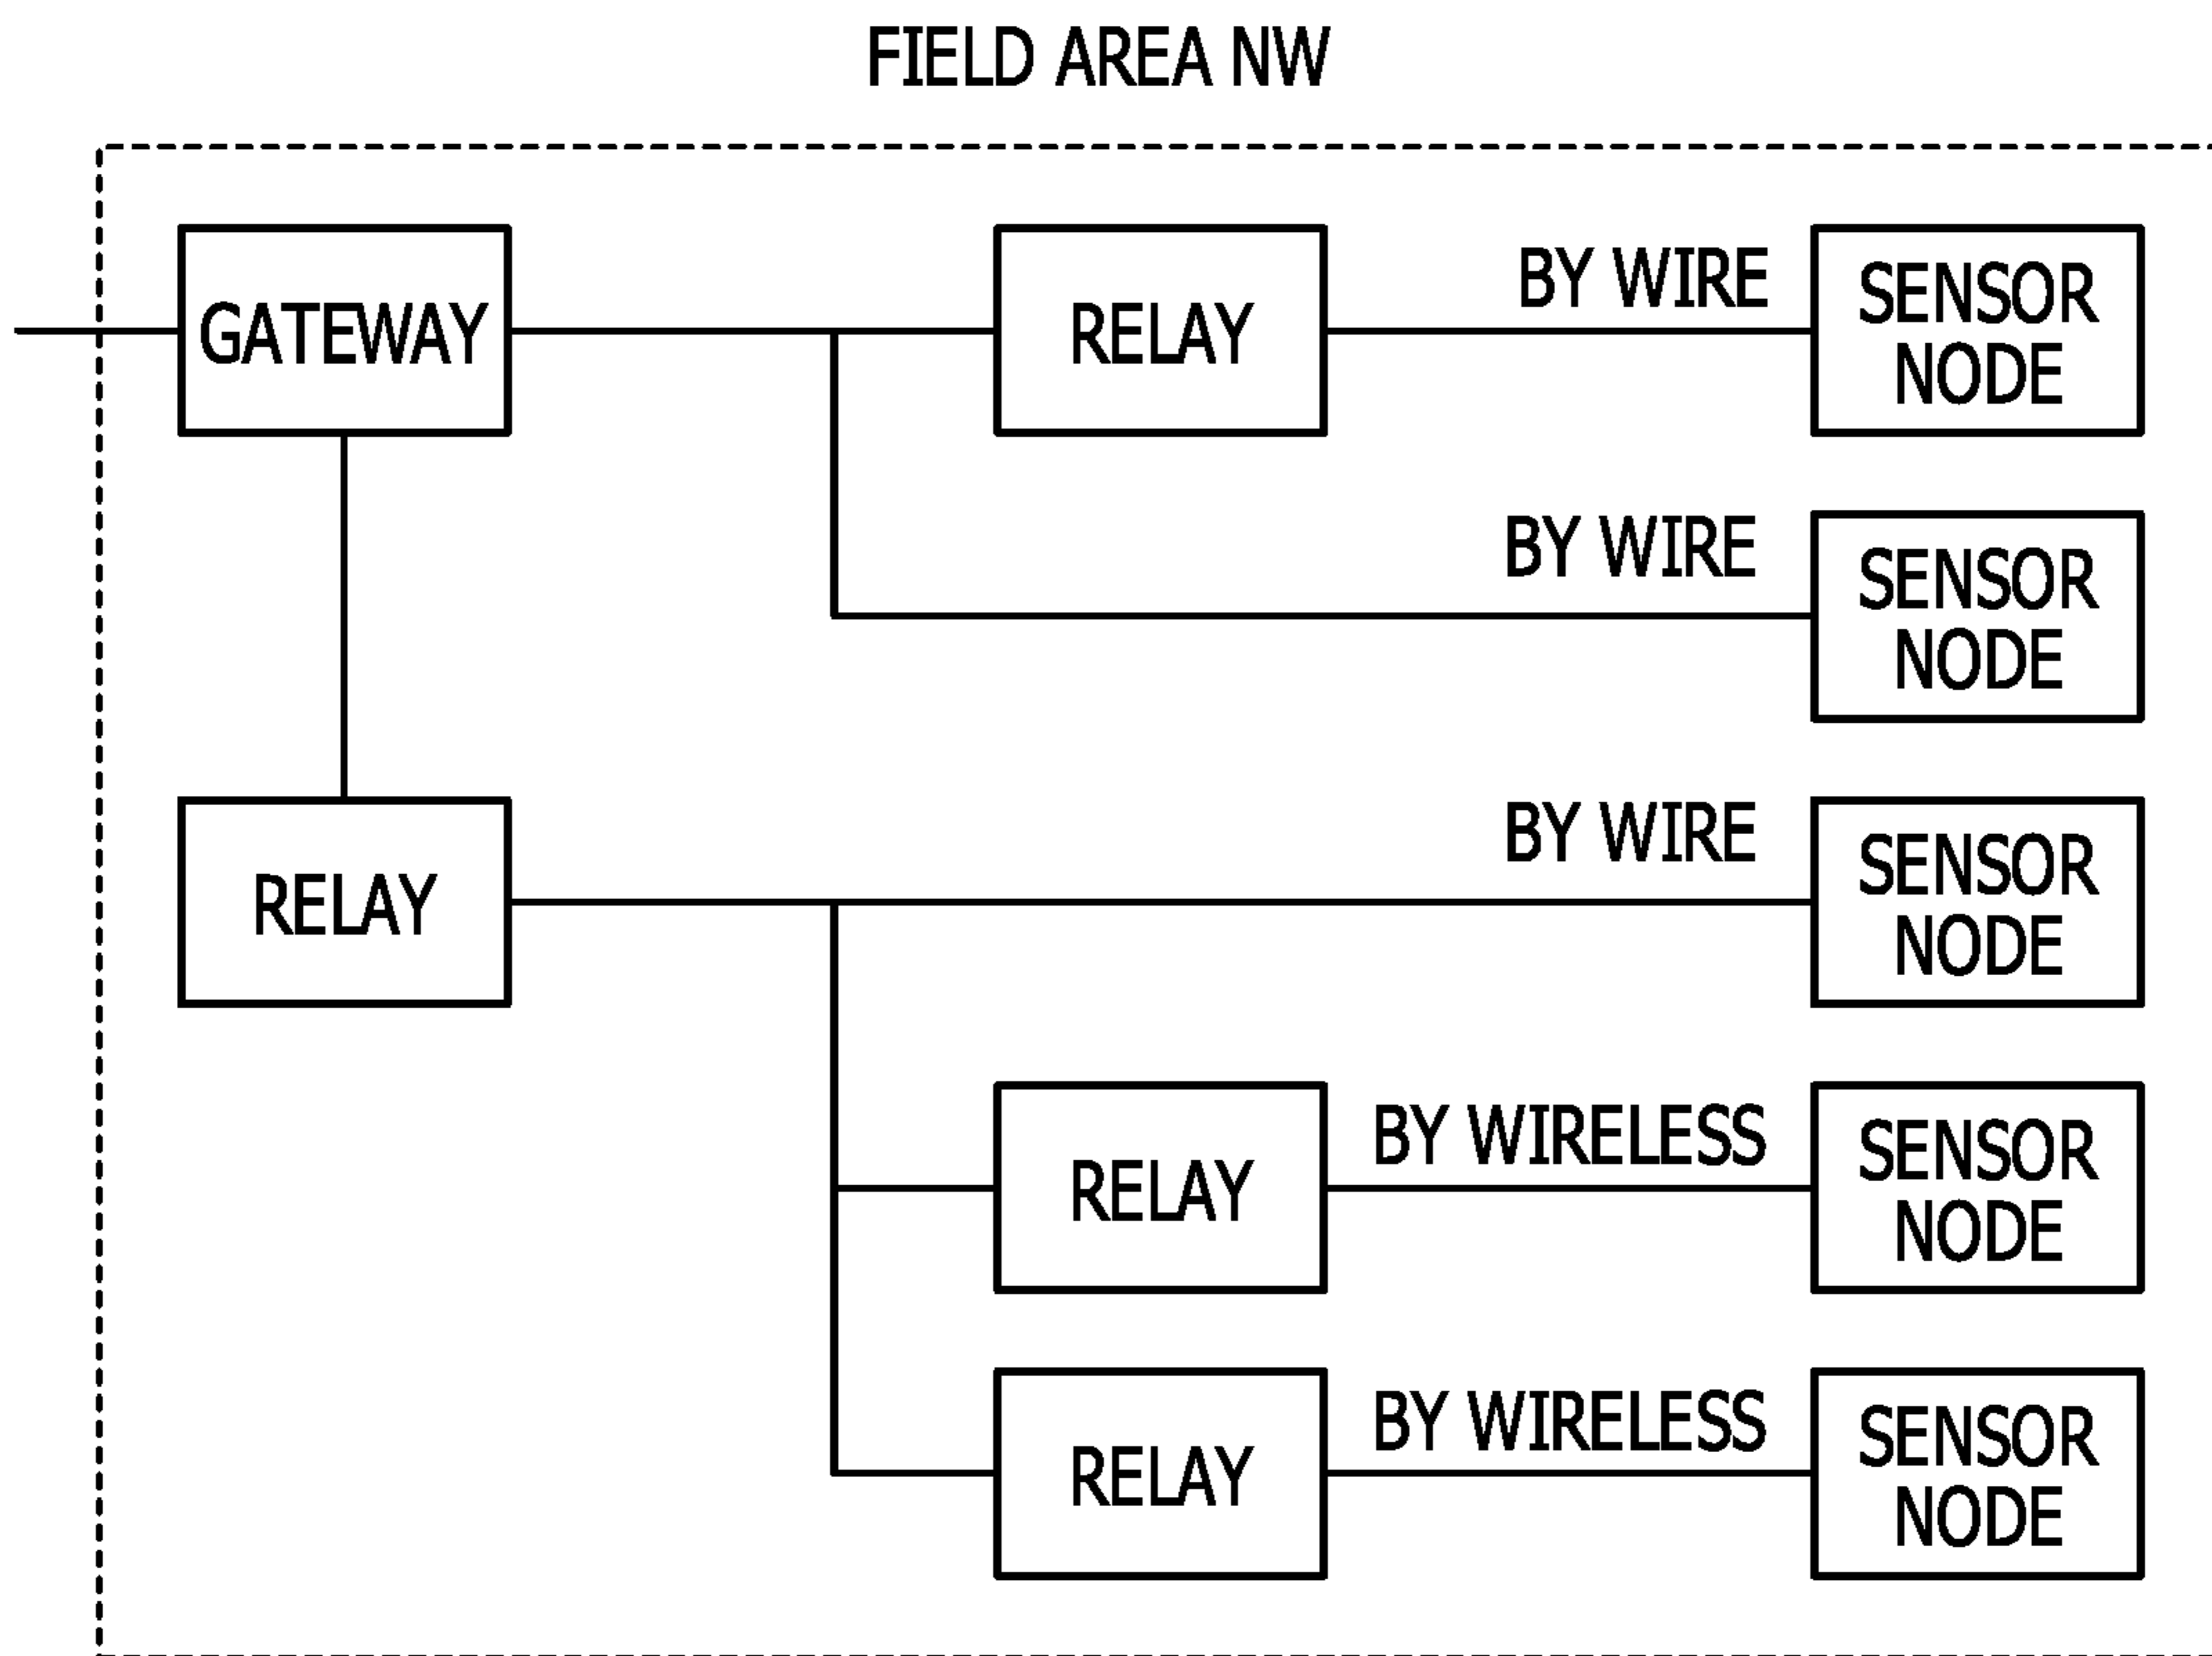 FIELD AREA NW
GATEWAY
RELAY
BY WIRE
SENSOR
NODE
BY WIRE
SENSOR
NODE
RELAY
BY WIRE
SENSOR
NODE
RELAY
BY WIRELESS
SENSOR
NODE
RELAY
BY WIRELESS
SENSOR
NODE